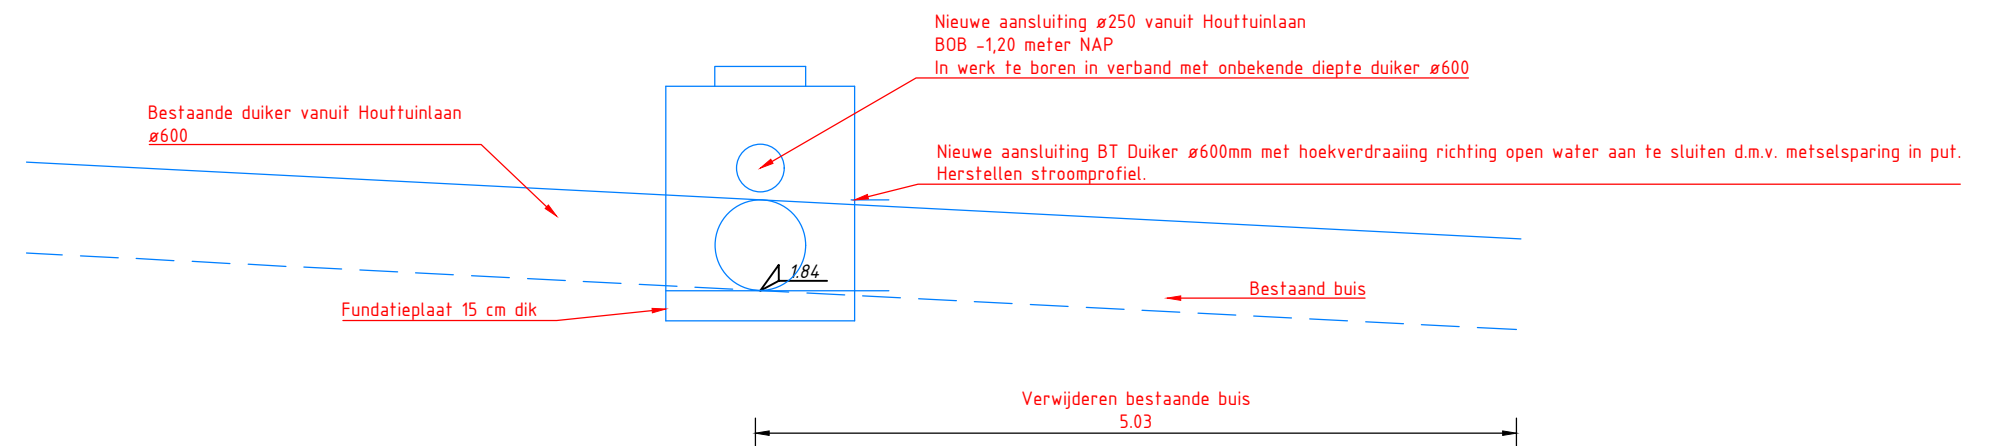 Nieuwe aansluiting ø250 vanuit Houttuinlaan
BOB -1,20 meter NAP
In werk te boren in verband met onbekende diepte duiker ø600
Bestaande duiker vanuit Houttuinlaan
ø600
Nieuwe aansluiting BT Duiker ø600mm met hoekverdraaiing richting open water aan te sluiten d.m.v. metselsparing in put.
Herstellen stroomprofiel.
1.84
Bestaand buis
Fundatieplaat 15 cm dik
Verwijderen bestaande buis
5.03